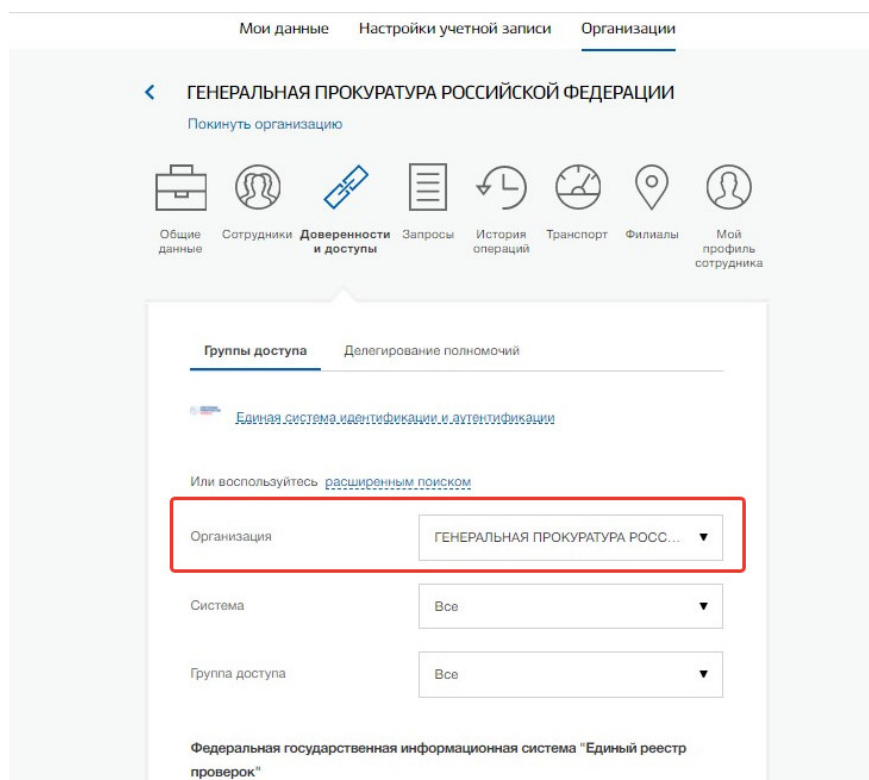 Мои данные Настройки учетной записи Организации
ГЕНЕРАЛЬНАЯ ПРОКУРАТУРА РОССИЙСКОЙ ФЕДЕРАЦИИ
Покинуть организацию
Общие данные
Сотрудники
Доверенности и доступы
Запросы
История операций
Транспорт
Филиалы
Мой профиль сотрудника
Группы доступа Делегирование полномочий
Единая система идентификации и аутентификации
Или воспользуйтесь расширенным поиском
Организация ГЕНЕРАЛЬНАЯ ПРОКУРАТУРА РОСС...
Система Все
Группа доступа Все
Федеральная государственная информационная система "Единый реестр
проверок"